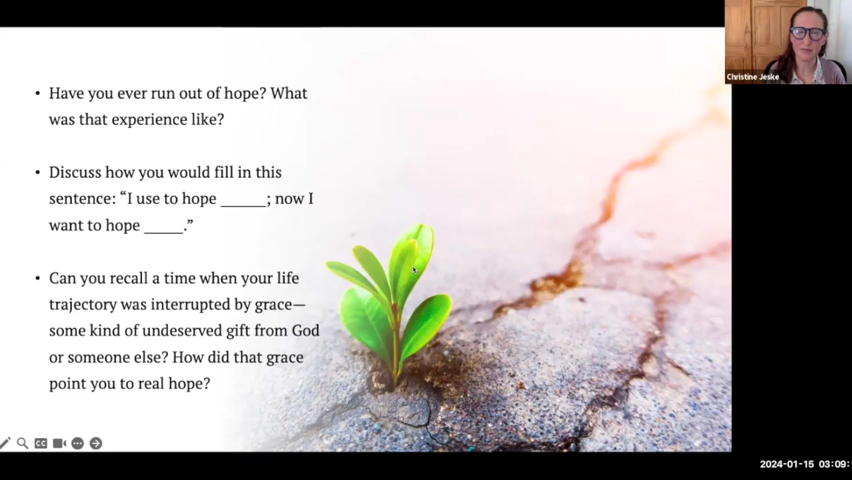 • Have you ever run out of hope? What
was that experience like?
• Discuss how you would fill in this
sentence: “I use to hope ______; now I
want to hope _____.”
• Can you recall a time when your life
trajectory was interrupted by grace—
some kind of undeserved gift from God
or someone else? How did that grace
point you to real hope?
Christine Jeske
CC
2024-01-15 03:09: